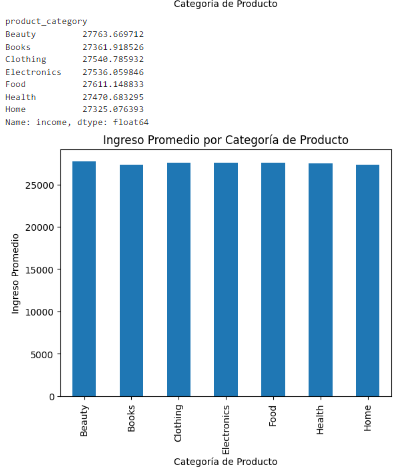 Categoría de Producto
product_category
Beauty 27763.669712
Books 27361.918526
Clothing 27540.785932
Electronics 27536.059846
Food 27611.148833
Health 27470.683295
Home 27325.076393
Name: income, dtype: float64
Ingreso Promedio por Categoría de Producto
25000
20000
15000
10000
5000
0
Ingreso Promedio
Beauty
Books
Clothing
Electronics
Food
Health
Home
Categoría de Producto